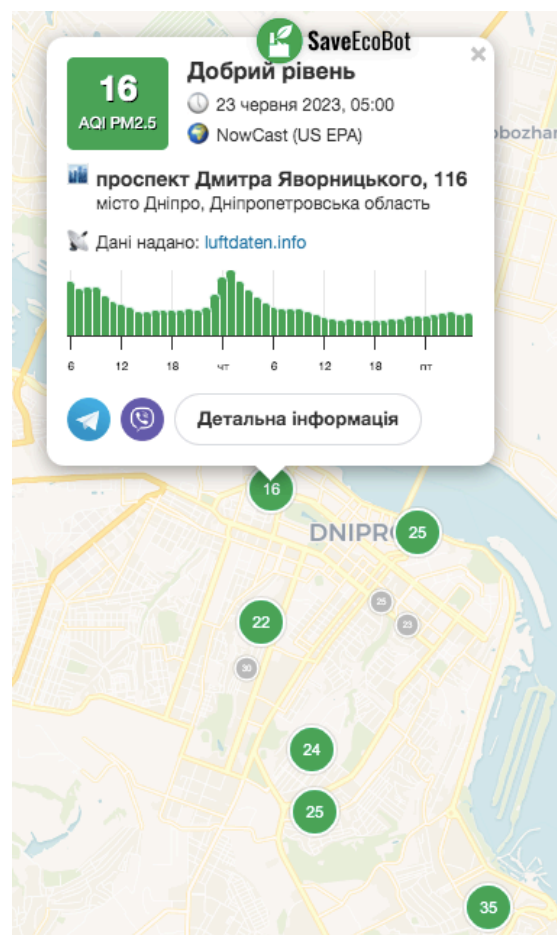 SaveEcoBot
16
AQI PM2.5
Добрий рівень
23 червня 2023, 05:00
NowCast (US EPA)
проспект Дмитра Яворницького, 116
місто Дніпро, Дніпропетровська область
Дані надано: luftdaten.info
6 12 18 чт 6 12 18 пт
Детальна інформація
16
DNIPR 25
25
23
22
30
24
25
35